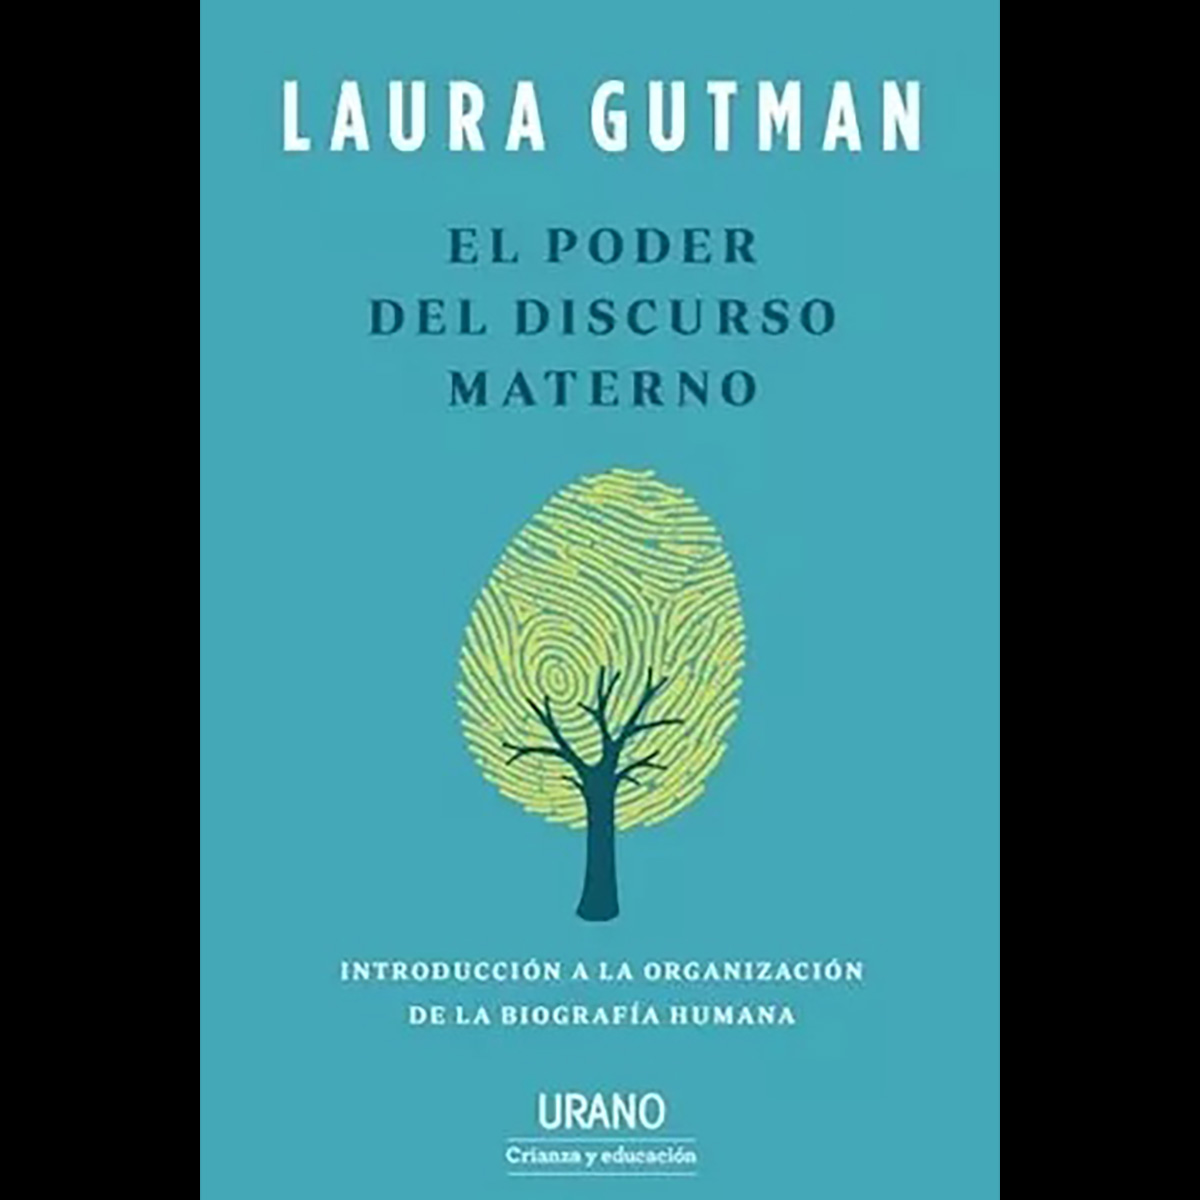 LAURA GUTMAN
EL PODER
DEL DISCURSO
MATERNO
INTRODUCCIÓN A LA ORGANIZACIÓN
DE LA BIOGRAFÍA HUMANA
URANO
Crianza y educación